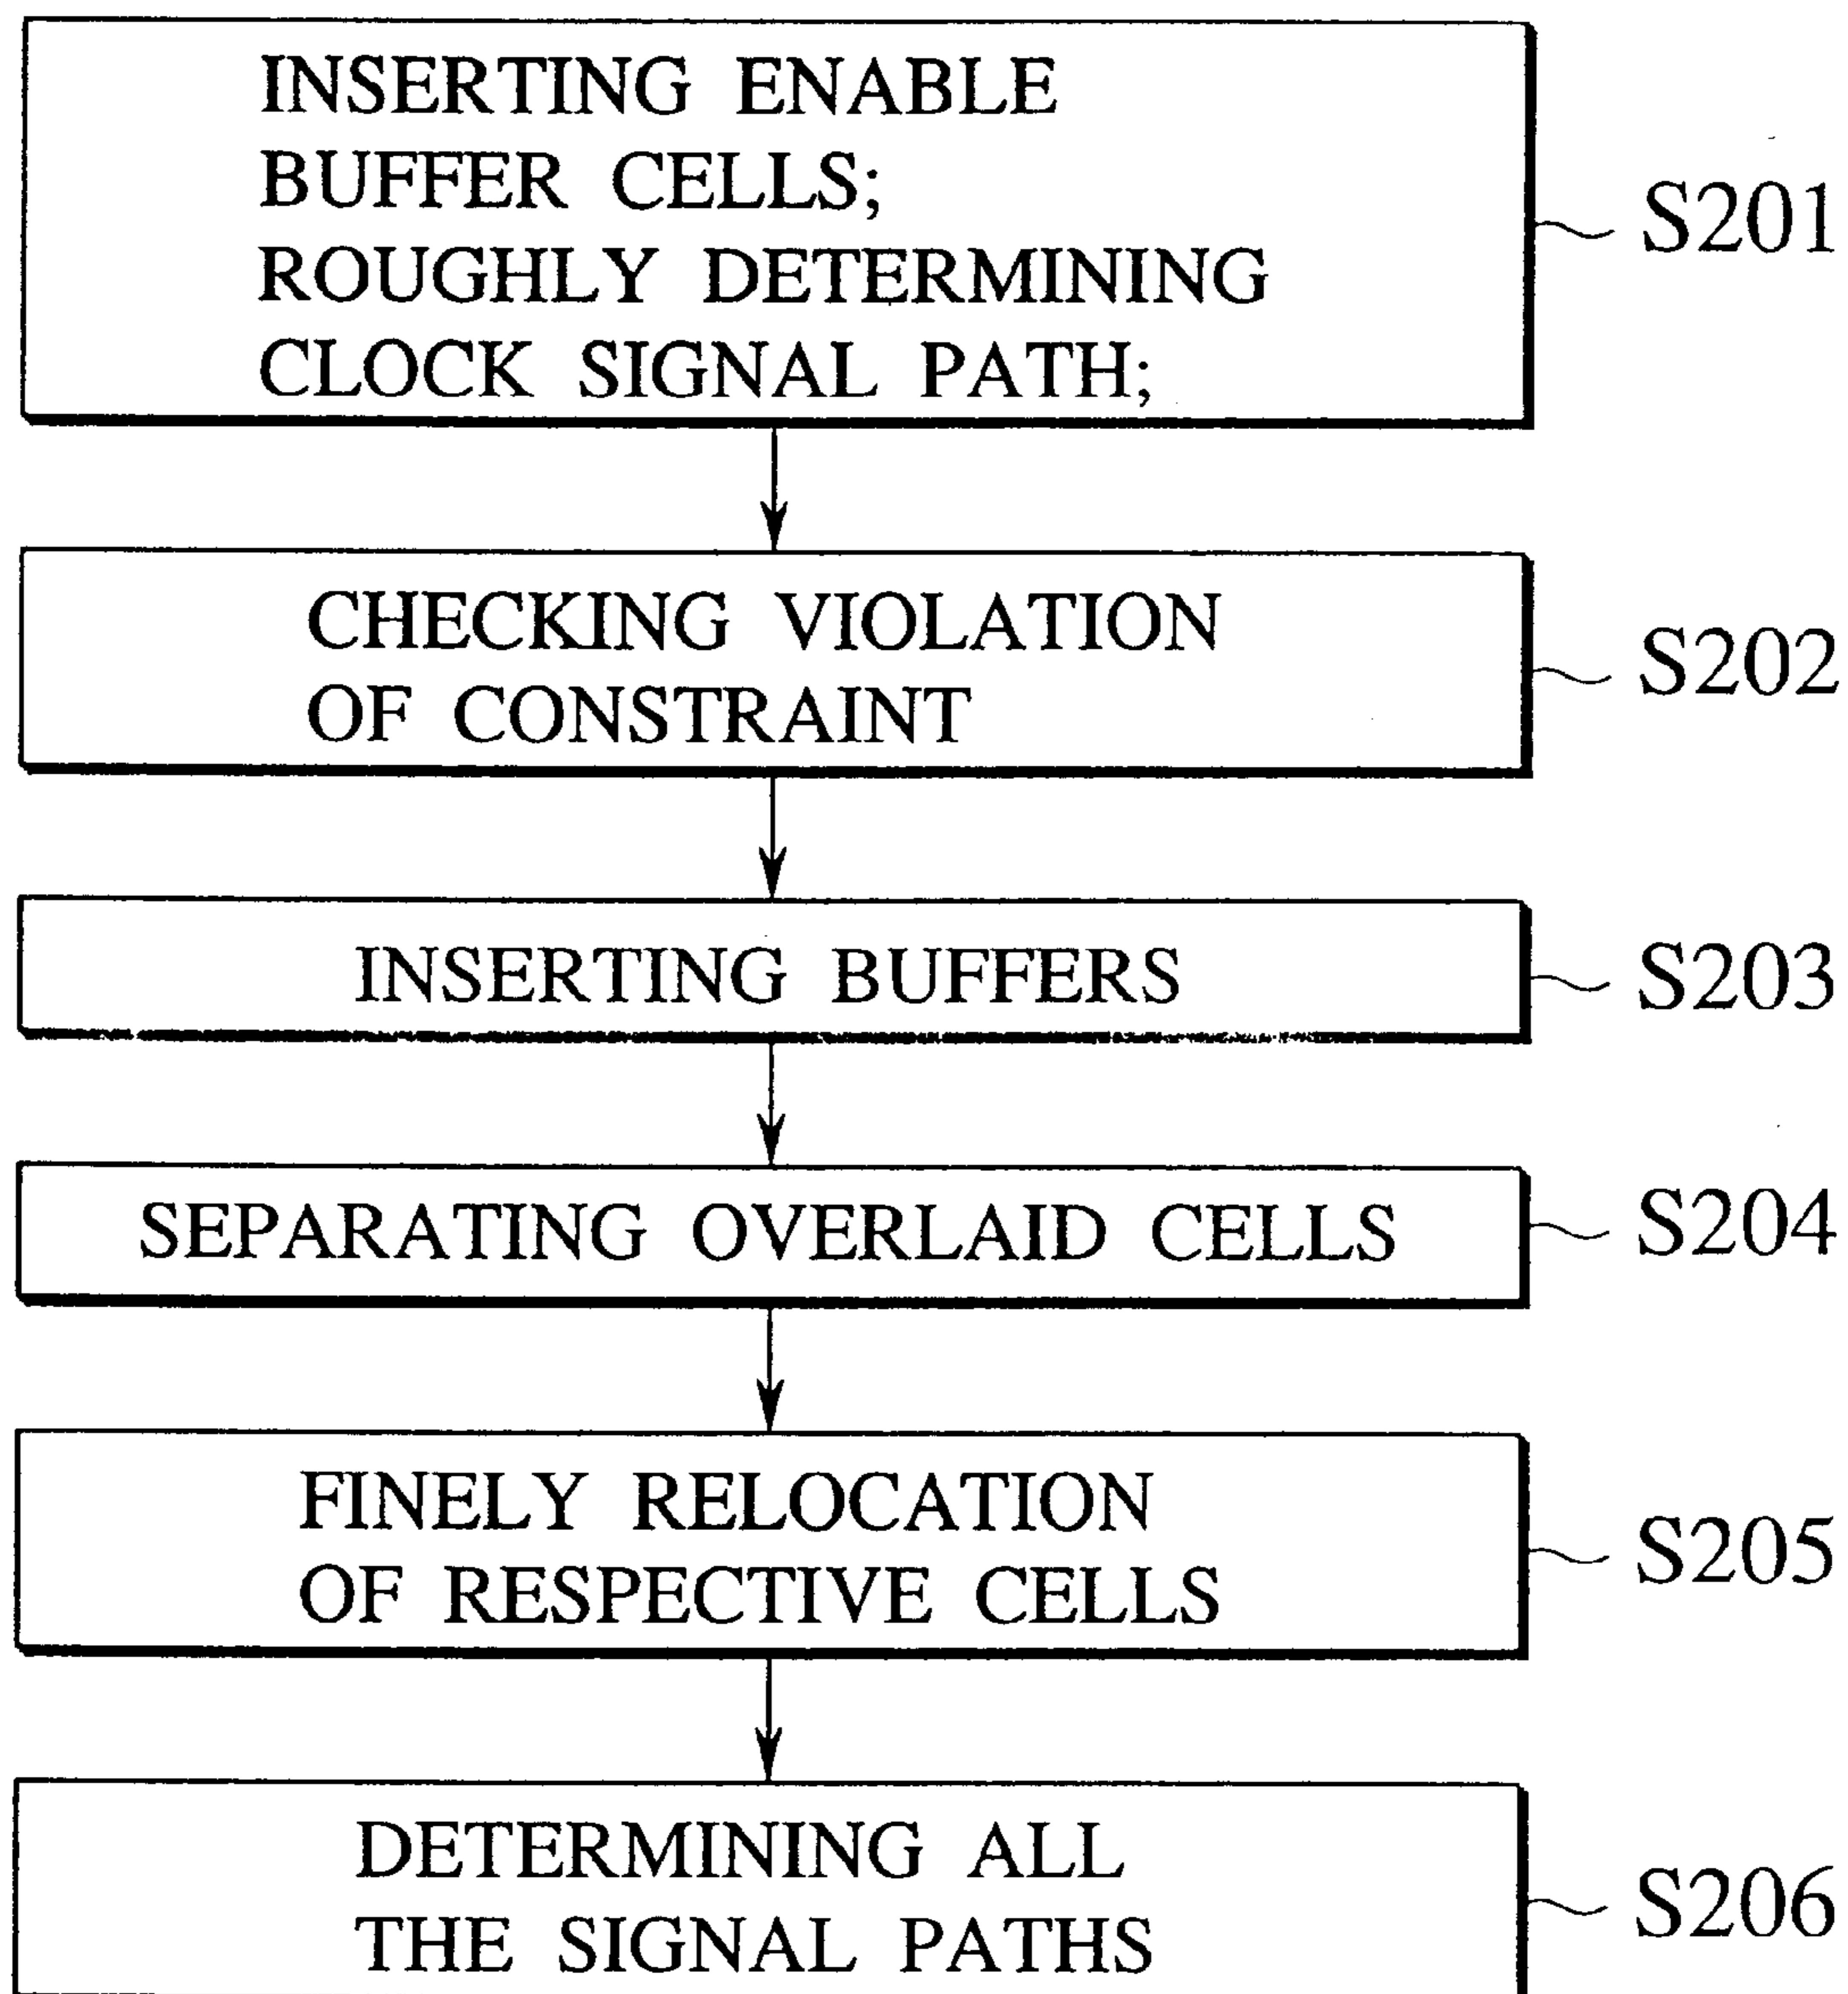 INSERTING ENABLE
BUFFER CELLS;
ROUGHLY DETERMINING
CLOCK SIGNAL PATH;
S201
CHECKING VIOLATION
OF CONSTRAINT
S202
INSERTING BUFFERS
S203
SEPARATING OVERLAID CELLS
S204
FINELY RELOCATION
OF RESPECTIVE CELLS
S205
DETERMINING ALL
THE SIGNAL PATHS
S206